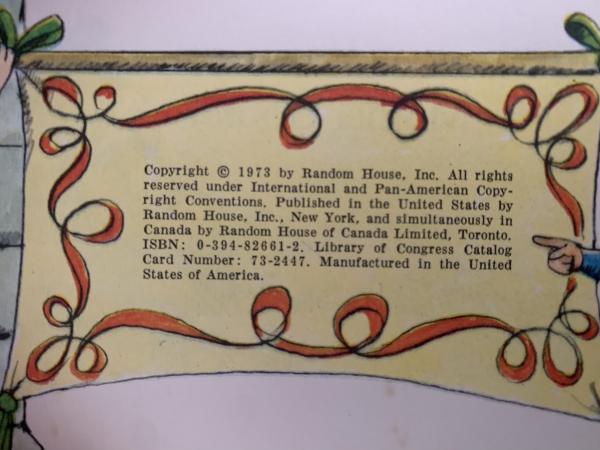 Copyright © 1973 by Random House, Inc. All rights
reserved under International and Pan-American Copy-
right Conventions. Published in the United States by
Random House, Inc., New York, and simultaneously in
Canada by Random House of Canada Limited, Toronto.
ISBN: 0-394-82661-2. Library of Congress Catalog
Card Number: 73-2447. Manufactured in the United
States of America.